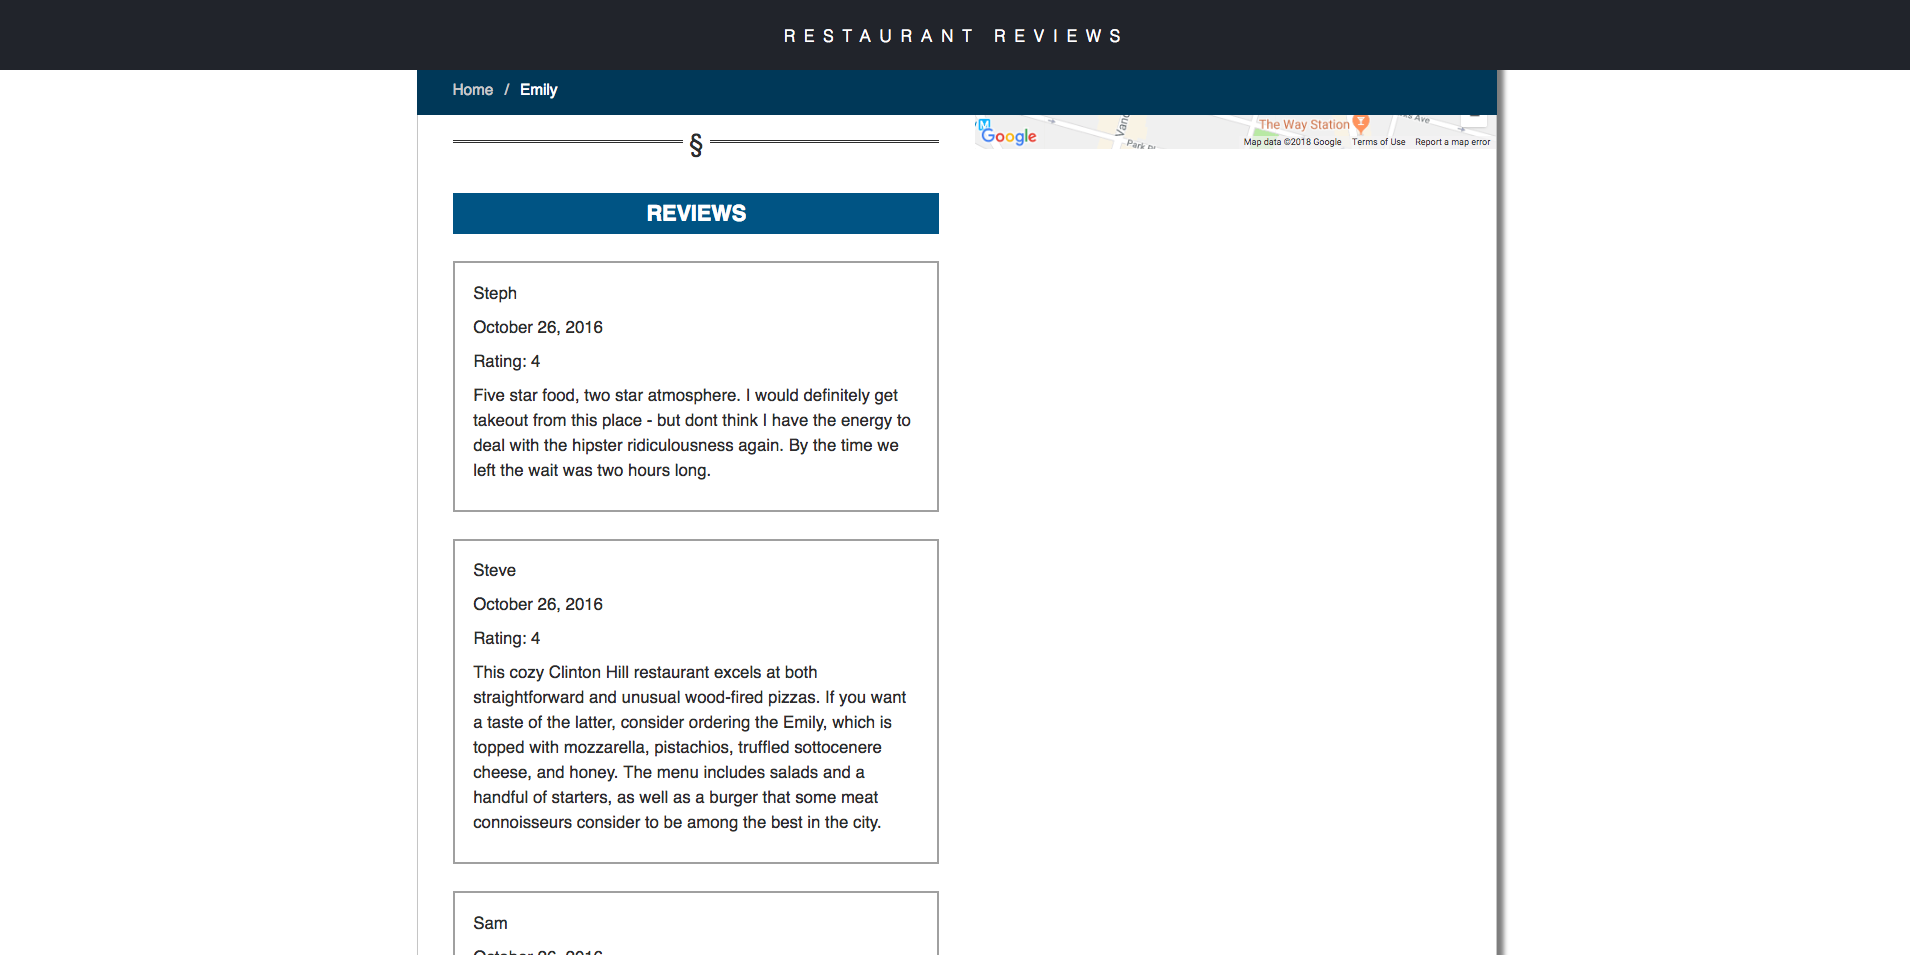 RESTAURANT REVIEWS
Home / Emily
§
REVIEWS
Steph
October 26, 2016
Rating: 4
Five star food, two star atmosphere. I would definitely get
takeout from this place - but dont think I have the energy to
deal with the hipster ridiculousness again. By the time we
left the wait was two hours long.
Steve
October 26, 2016
Rating: 4
This cozy Clinton Hill restaurant excels at both
straightforward and unusual wood-fired pizzas. If you want
a taste of the latter, consider ordering the Emily, which is
topped with mozzarella, pistachios, truffled sottocenere
cheese, and honey. The menu includes salads and a
handful of starters, as well as a burger that some meat
connoisseurs consider to be among the best in the city.
Sam
October 26, 2016
M
The Way Station
Ave
Google
Park Pl
Map data ©2018 Google Terms of Use Report a map error